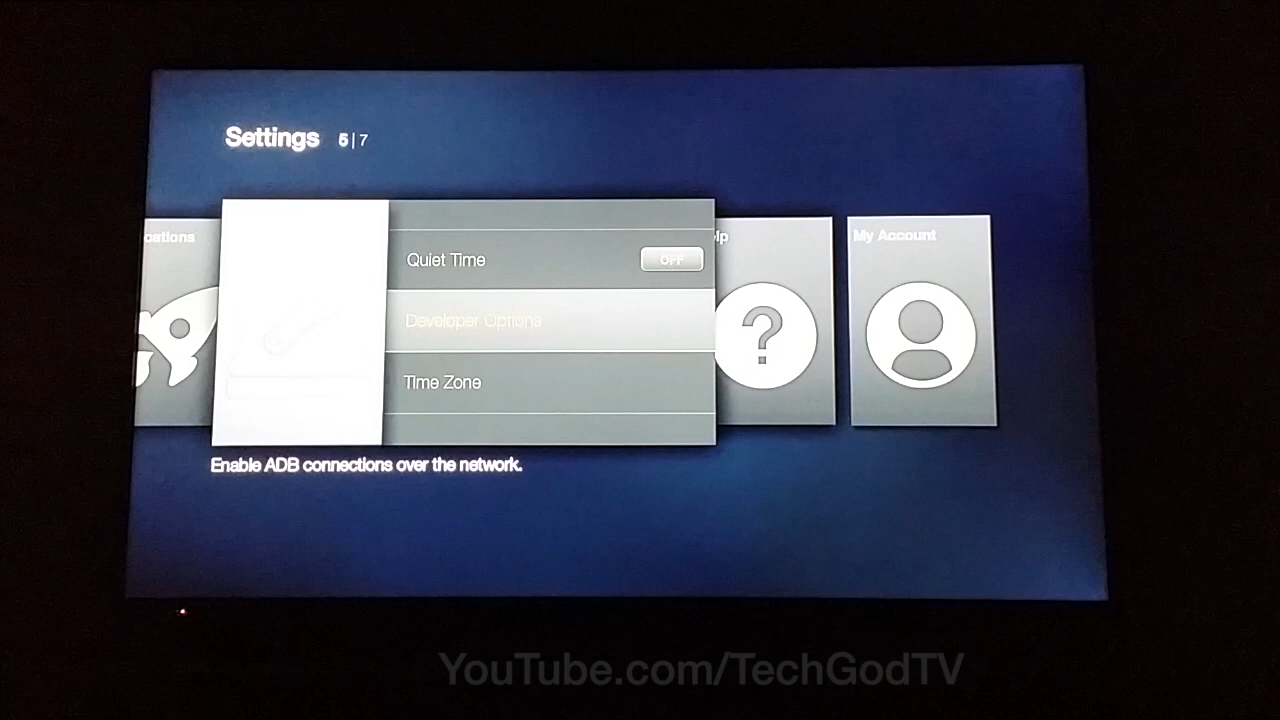 Settings 5|7
cations
Quiet Time OFF
Developer Options
Time Zone
lp
My Account
Enable ADB connections over the network.
YouTube.com/TechGodTV